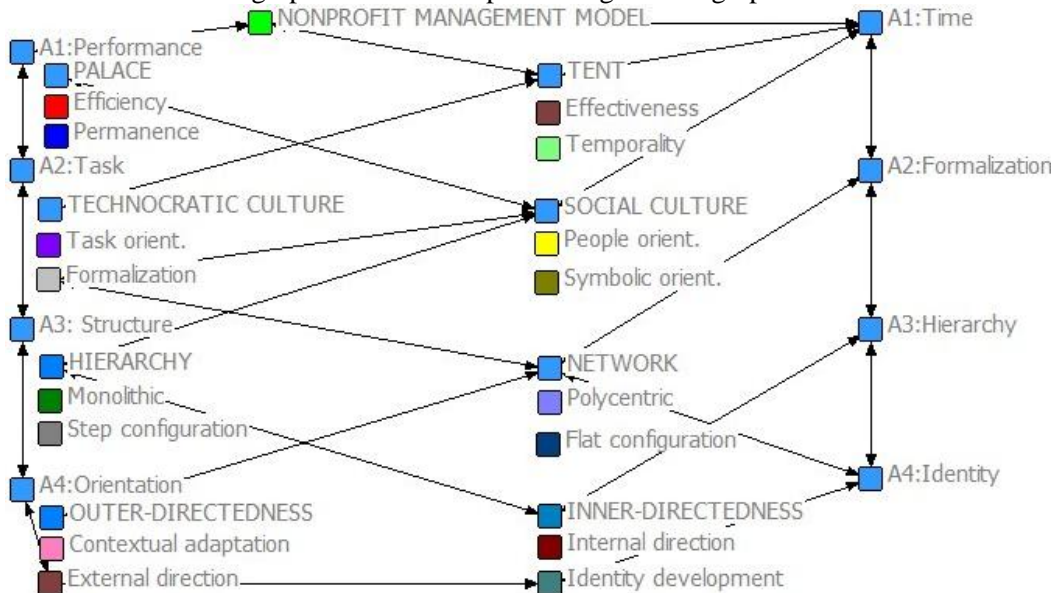 NONPROFIT MANAGEMENT MODEL
A1:Time
A1:Performance
PALACE
TENT
Efficiency
Effectiveness
Permanence
Temporality
A2:Task
A2:Formalization
TECHNOCRATIC CULTURE
SOCIAL CULTURE
Task orient.
People orient.
Formalization
Symbolic orient.
A3: Structure
A3:Hierarchy
HIERARCHY
NETWORK
Monolithic
Polycentric
Step configuration
Flat configuration
A4:Orientation
A4:Identity
OUTER-DIRECTEDNESS
INNER-DIRECTEDNESS
Contextual adaptation
Internal direction
External direction
Identity development